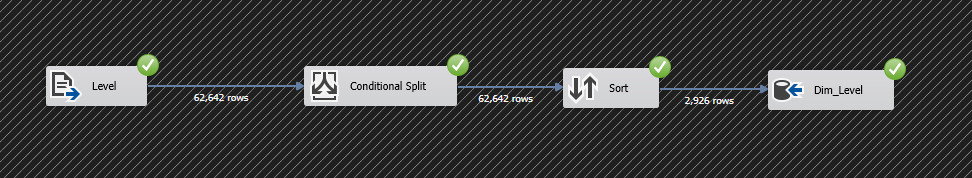 Level
62,642 rows
Conditional Split
62,642 rows
Sort
2,926 rows
Dim_Level